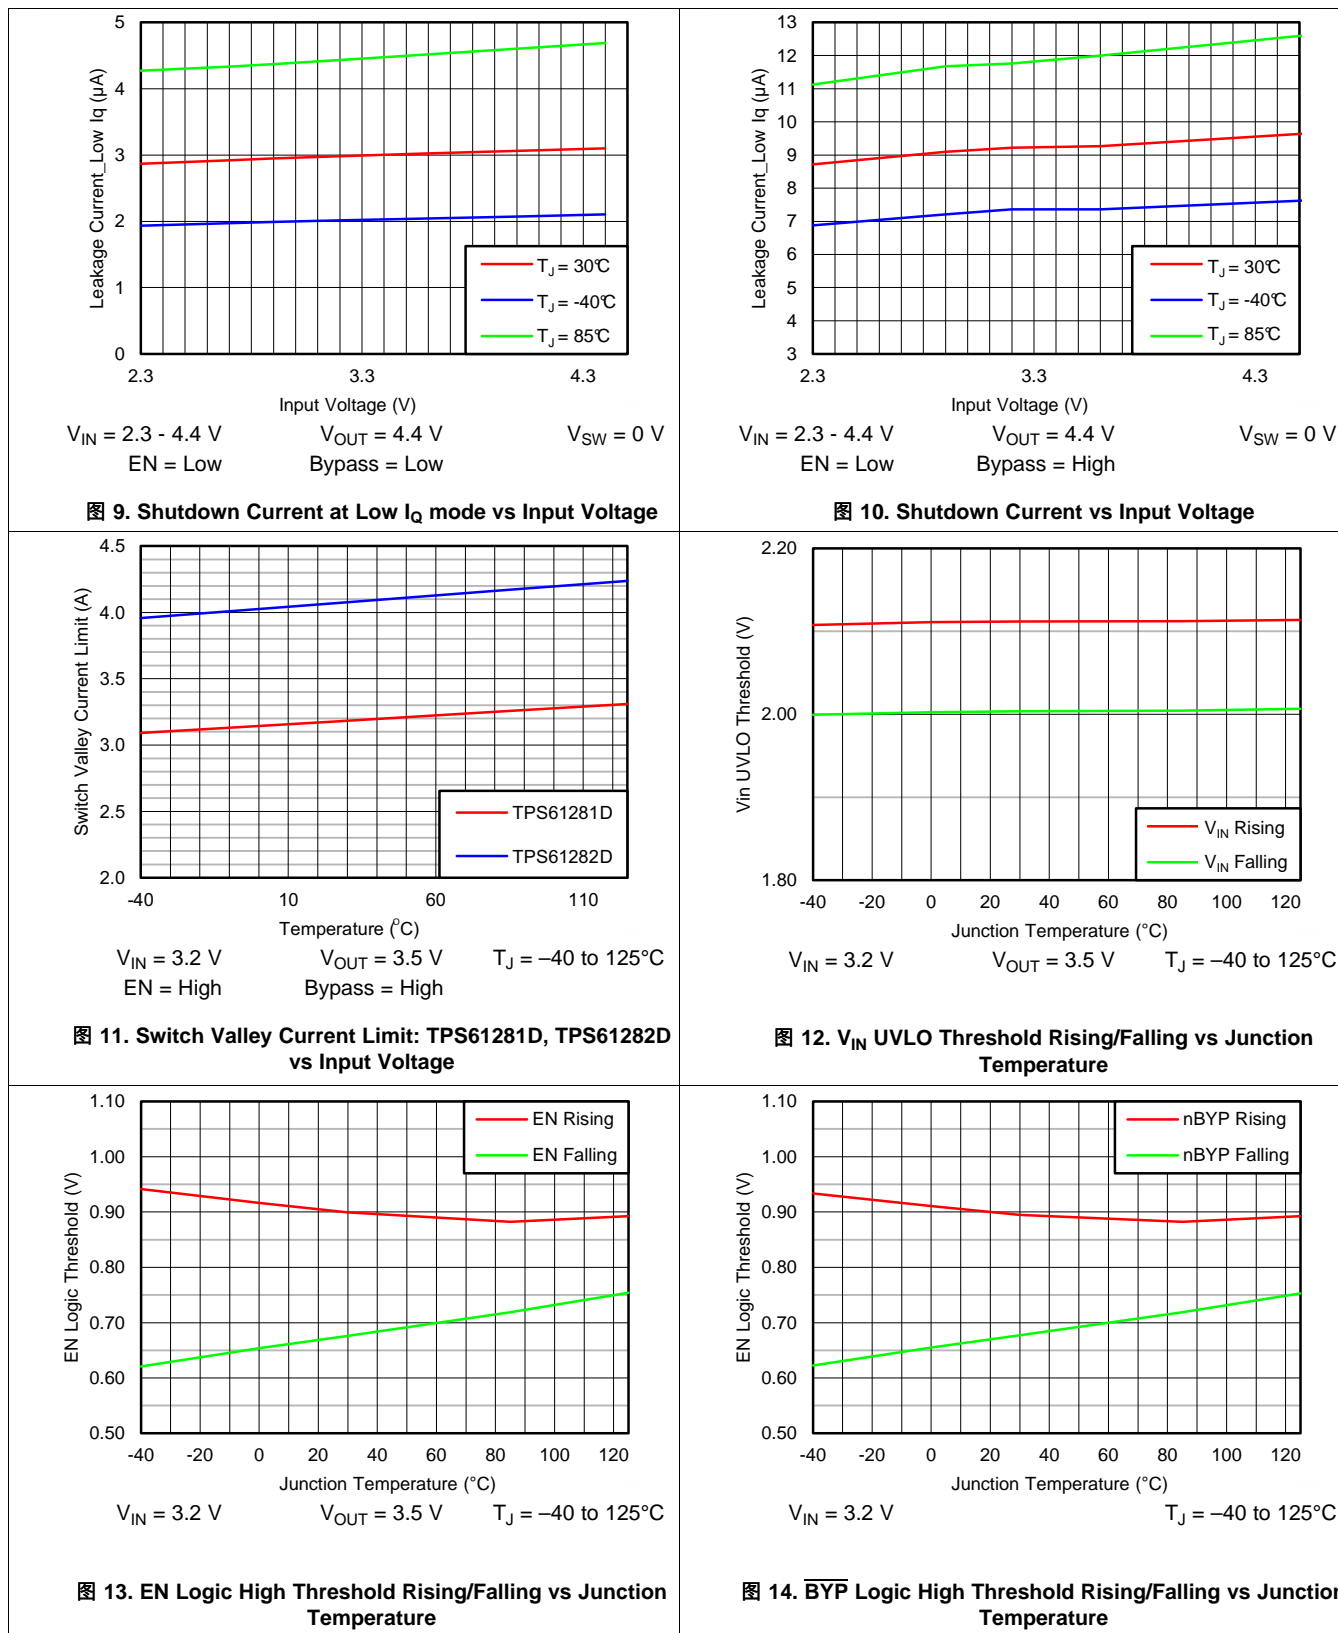 5
4
3
2
1
0
Leakage Current_Low Iq (µA)
T_J = 30°C
T_J = -40°C
T_J = 85°C
2.3 3.3 4.3
Input Voltage (V)
V_IN = 2.3 - 4.4 V V_OUT = 4.4 V V_SW = 0 V
EN = Low Bypass = Low
图 9. Shutdown Current at Low I_Q mode vs Input Voltage
13
12
11
10
9
8
7
6
5
4
3
Leakage Current_Low Iq (µA)
T_J = 30°C
T_J = -40°C
T_J = 85°C
2.3 3.3 4.3
Input Voltage (V)
V_IN = 2.3 - 4.4 V V_OUT = 4.4 V V_SW = 0 V
EN = Low Bypass = High
图 10. Shutdown Current vs Input Voltage
4.5
4.0
3.5
3.0
2.5
2.0
Switch Valley Current Limit (A)
TPS61281D
TPS61282D
-40 10 60 110
Temperature (°C)
V_IN = 3.2 V V_OUT = 3.5 V T_J = –40 to 125°C
EN = High Bypass = High
图 11. Switch Valley Current Limit: TPS61281D, TPS61282D
vs Input Voltage
2.20
2.00
1.80
Vin UVLO Threshold (V)
V_IN Rising
V_IN Falling
-40 -20 0 20 40 60 80 100 120
Junction Temperature (°C)
V_IN = 3.2 V V_OUT = 3.5 V T_J = –40 to 125°C
图 12. V_IN UVLO Threshold Rising/Falling vs Junction
Temperature
1.10
1.00
0.90
0.80
0.70
0.60
0.50
EN Logic Threshold (V)
EN Rising
EN Falling
-40 -20 0 20 40 60 80 100 120
Junction Temperature (°C)
V_IN = 3.2 V V_OUT = 3.5 V T_J = –40 to 125°C
图 13. EN Logic High Threshold Rising/Falling vs Junction
Temperature
1.10
1.00
0.90
0.80
0.70
0.60
0.50
EN Logic Threshold (V)
nBYP Rising
nBYP Falling
-40 -20 0 20 40 60 80 100 120
Junction Temperature (°C)
V_IN = 3.2 V T_J = –40 to 125°C
图 14. B̅Y̅P̅ Logic High Threshold Rising/Falling vs Junction
Temperature